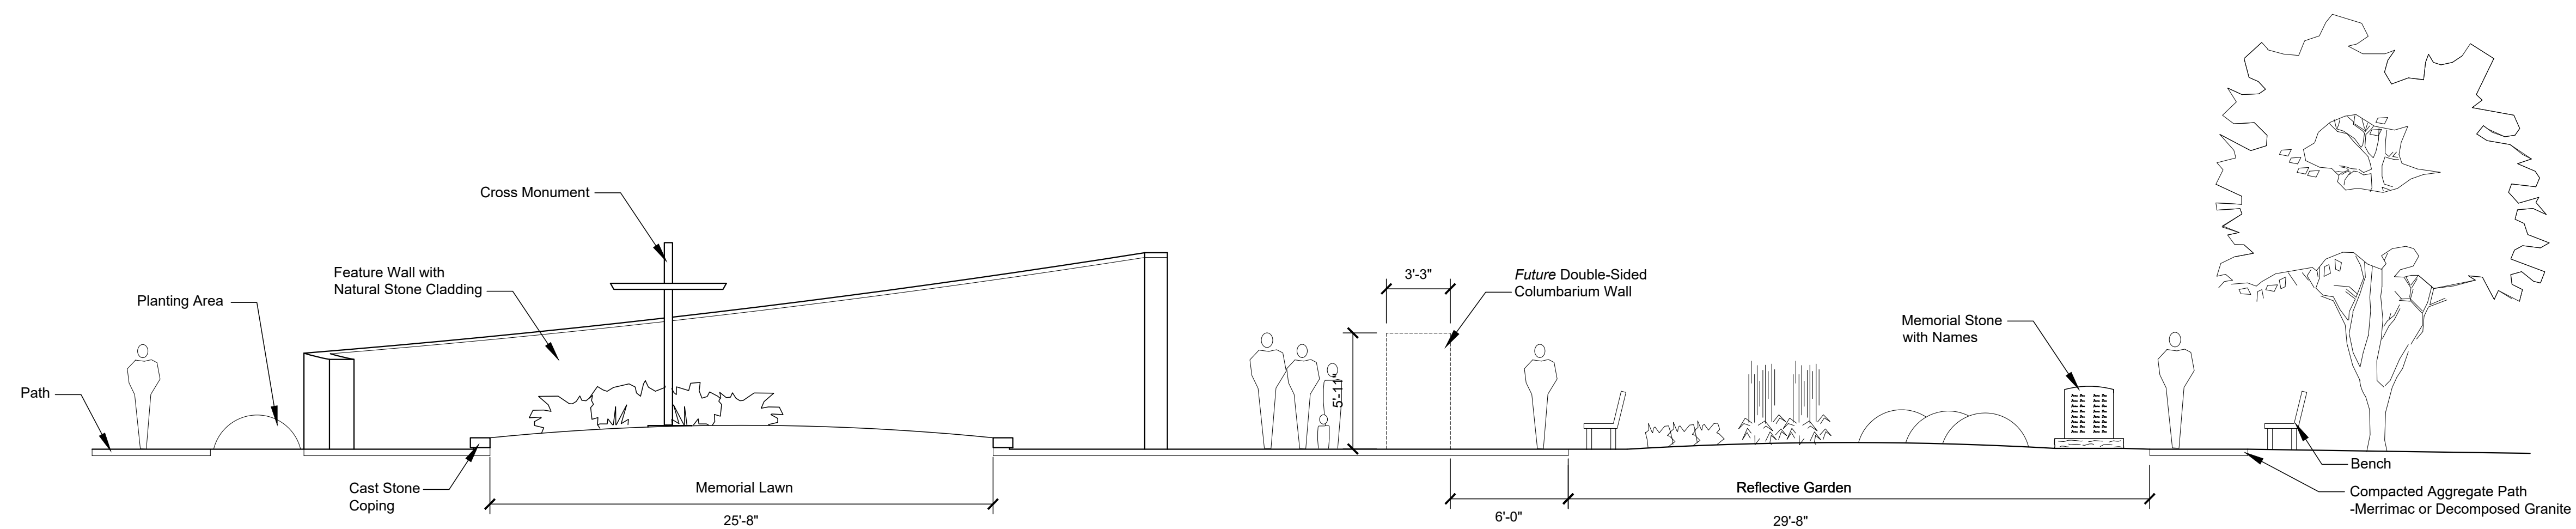 Cross Monument
Feature Wall with
Natural Stone Cladding
Planting Area
Path
Cast Stone
Coping
Memorial Lawn
25'-8"
3'-3"
5'-11"
Future Double-Sided
Columbarium Wall
6'-0"
Reflective Garden
29'-8"
Memorial Stone
with Names
Bench
Compacted Aggregate Path
-Merrimac or Decomposed Granite